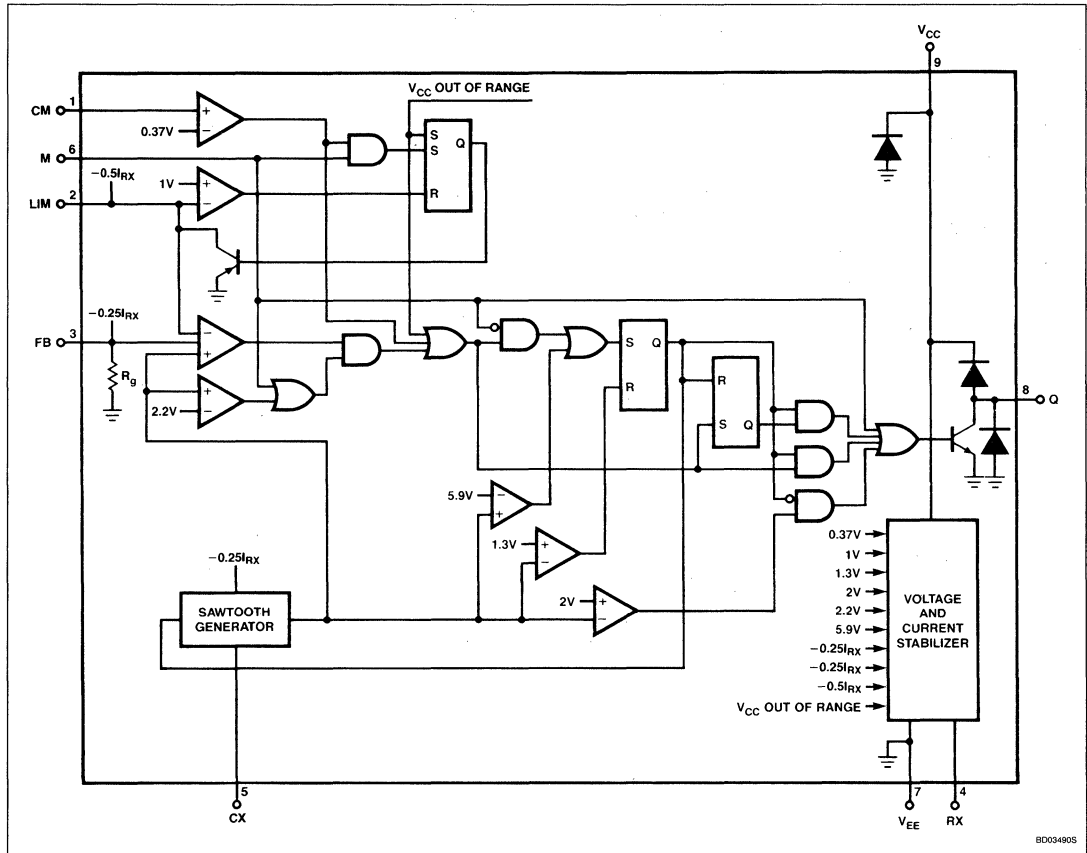 VCC
9
CM 1
+
0.37V −
VCC OUT OF RANGE
S
S Q
R
M 6
−0.5IRX
1V +
−
LIM 2
−0.25IRX
FB 3
−
+
Rg
+
2.2V −
S Q
R
R
S Q
8
Q
5.9V −
+
1.3V +
−
2V +
−
−0.25IRX
SAWTOOTH
GENERATOR
0.37V
1V
1.3V
2V
2.2V
5.9V
−0.25IRX
−0.25IRX
−0.5IRX
VCC OUT OF RANGE
VOLTAGE
AND
CURRENT
STABILIZER
5
CX
7
VEE
4
RX
BD03490S